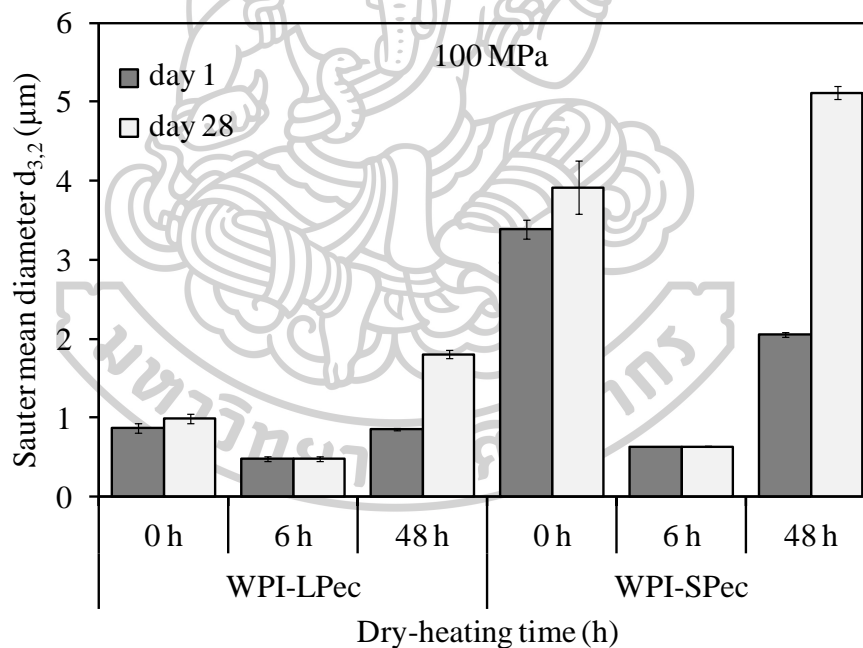 6
5
4
3
2
1
0
Sauter mean diameter d3,2 (μm)
100 MPa
day 1
day 28
0 h 6 h 48 h 0 h 6 h 48 h
WPI-LPec WPI-SPec
Dry-heating time (h)